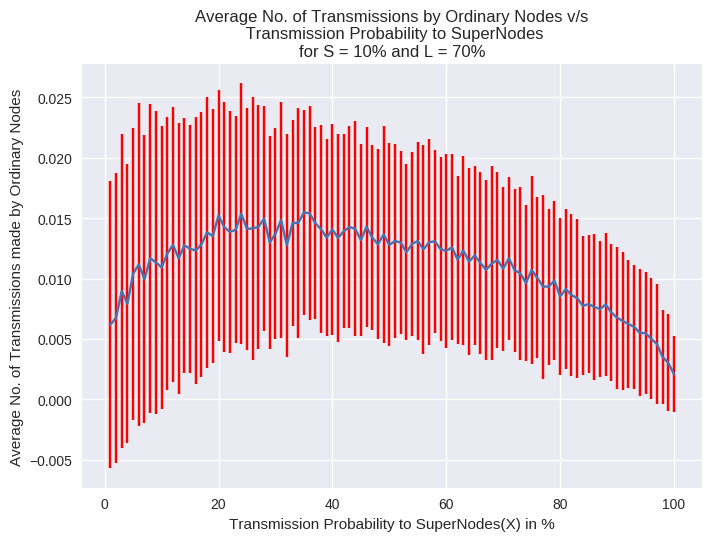 Average No. of Transmissions by Ordinary Nodes v/s
Transmission Probability to SuperNodes
for S = 10% and L = 70%
Average No. of Transmissions made by Ordinary Nodes
0.025
0.020
0.015
0.010
0.005
0.000
−0.005
0 20 40 60 80 100
Transmission Probability to SuperNodes(X) in %